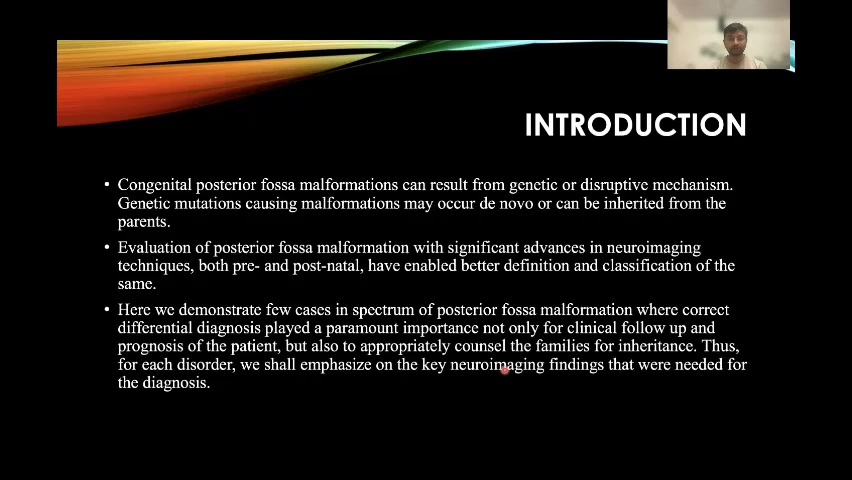 INTRODUCTION
• Congenital posterior fossa malformations can result from genetic or disruptive mechanism.
Genetic mutations causing malformations may occur de novo or can be inherited from the
parents.
• Evaluation of posterior fossa malformation with significant advances in neuroimaging
techniques, both pre- and post-natal, have enabled better definition and classification of the
same.
• Here we demonstrate few cases in spectrum of posterior fossa malformation where correct
differential diagnosis played a paramount importance not only for clinical follow up and
prognosis of the patient, but also to appropriately counsel the families for inheritance. Thus,
for each disorder, we shall emphasize on the key neuroimaging findings that were needed for
the diagnosis.